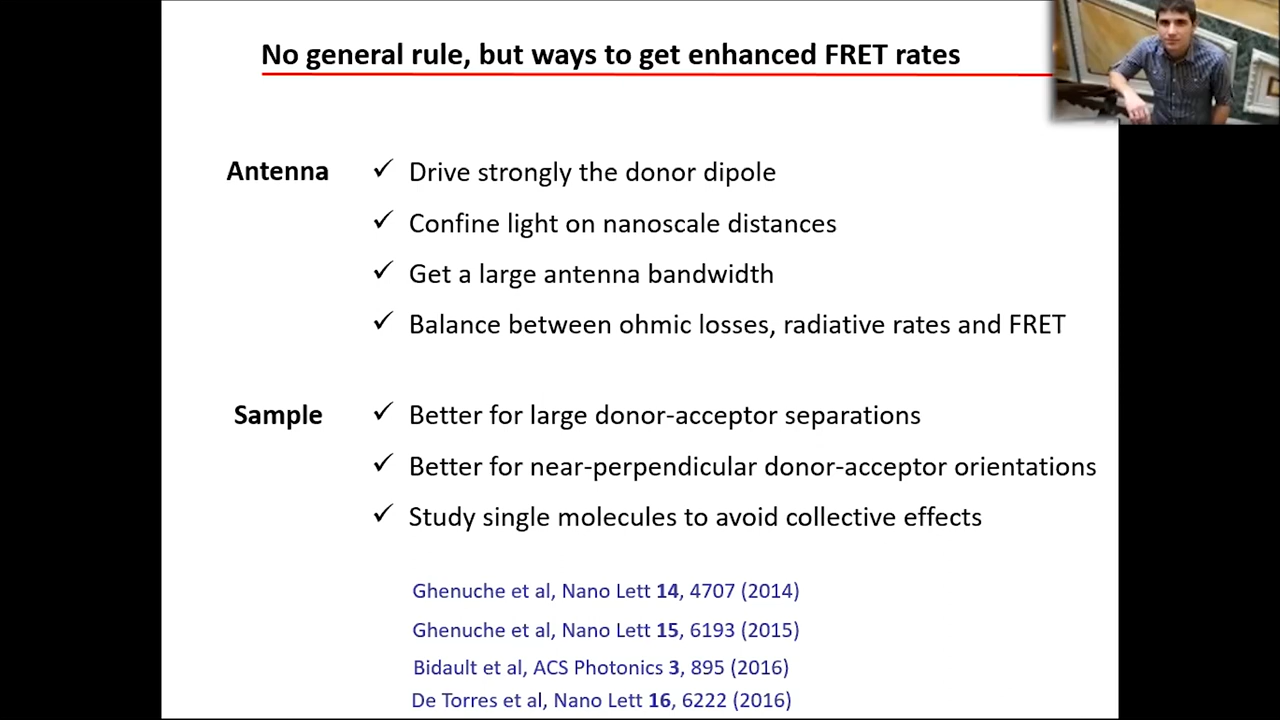 No general rule, but ways to get enhanced FRET rates
Antenna ✓ Drive strongly the donor dipole
✓ Confine light on nanoscale distances
✓ Get a large antenna bandwidth
✓ Balance between ohmic losses, radiative rates and FRET
Sample ✓ Better for large donor-acceptor separations
✓ Better for near-perpendicular donor-acceptor orientations
✓ Study single molecules to avoid collective effects
Ghenuche et al, Nano Lett 14, 4707 (2014)
Ghenuche et al, Nano Lett 15, 6193 (2015)
Bidault et al, ACS Photonics 3, 895 (2016)
De Torres et al, Nano Lett 16, 6222 (2016)